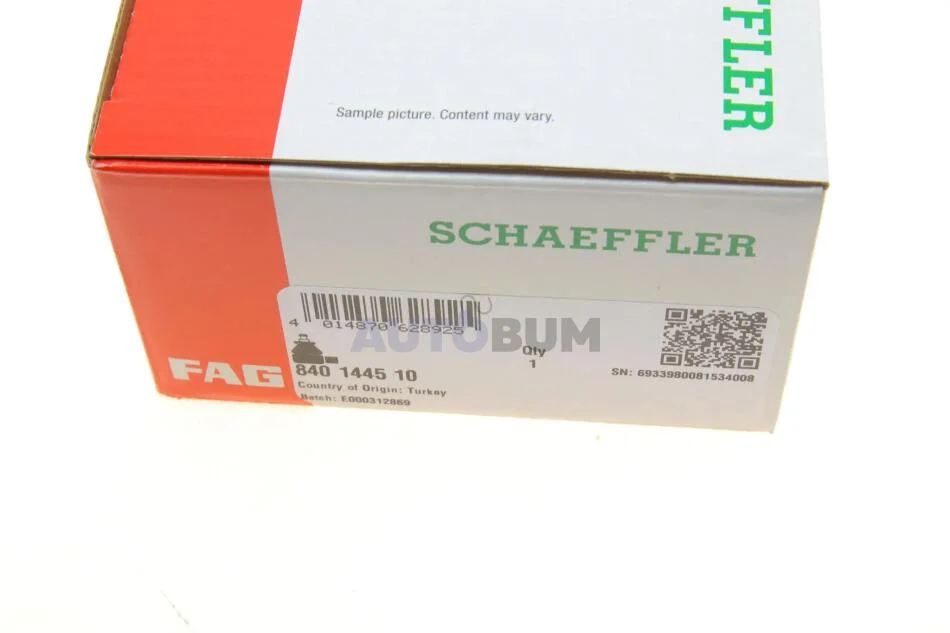 FFLER
Sample picture. Content may vary.
SCHAEFFLER
4 014870 628925
AUTOBUM
FAG
840 1445 10
Qty
1
Country of Origin: Turkey
Batch: E000312869
SN: 6933980081534008